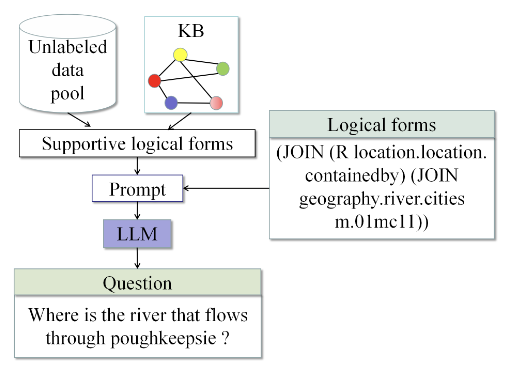 Unlabeled
data
pool
KB
Supportive logical forms
Prompt
LLM
Logical forms
(JOIN (R location.location.
containedby) (JOIN
geography.river.cities
m.01mc11))
Question
Where is the river that flows
through poughkeepsie ?